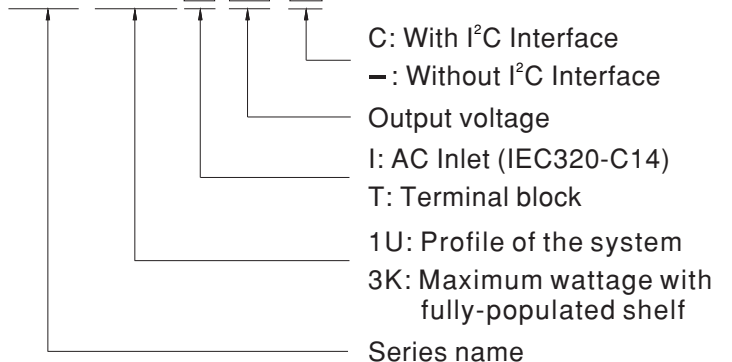 C: With I²C Interface
–: Without I²C Interface
Output voltage
I: AC Inlet (IEC320-C14)
T: Terminal block
1U: Profile of the system
3K: Maximum wattage with
fully-populated shelf
Series name